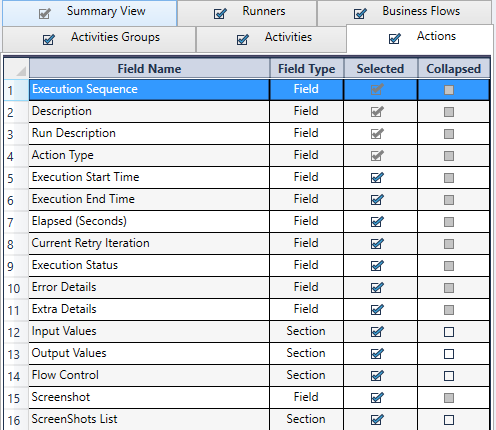 Summary View Runners Business Flows
Activities Groups Activities Actions
Field Name Field Type Selected Collapsed
1 Execution Sequence Field
2 Description Field
3 Run Description Field
4 Action Type Field
5 Execution Start Time Field
6 Execution End Time Field
7 Elapsed (Seconds) Field
8 Current Retry Iteration Field
9 Execution Status Field
10 Error Details Field
11 Extra Details Field
12 Input Values Section
13 Output Values Section
14 Flow Control Section
15 Screenshot Field
16 ScreenShots List Section